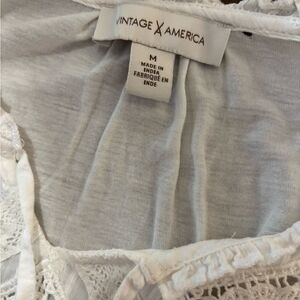 VINTAGE AMERICA
M
MADE IN
INDIA
FABRIQUÉ EN
INDE